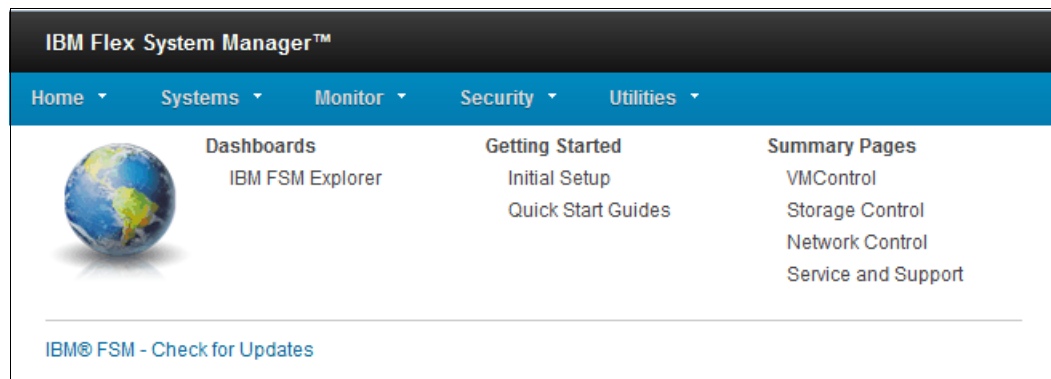 IBM Flex System Manager™
Home Systems Monitor Security Utilities
Dashboards
IBM FSM Explorer
Getting Started
Initial Setup
Quick Start Guides
Summary Pages
VMControl
Storage Control
Network Control
Service and Support
IBM® FSM - Check for Updates